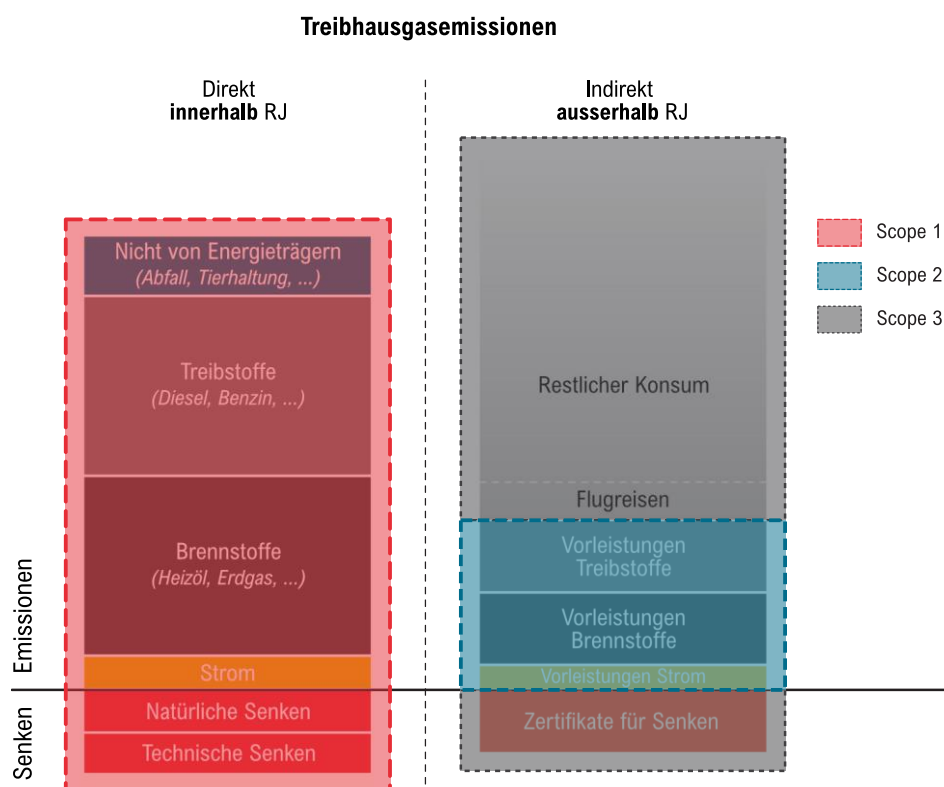 Treibhausgasemissionen
Direkt
innerhalb RJ
Indirekt
ausserhalb RJ
Nicht von Energieträgern
(Abfall, Tierhaltung, ...)
Treibstoffe
(Diesel, Benzin, ...)
Brennstoffe
(Heizöl, Erdgas, ...)
Strom
Natürliche Senken
Technische Senken
Restlicher Konsum
Flugreisen
Vorleistungen
Treibstoffe
Vorleistungen
Brennstoffe
Vorleistungen Strom
Zertifikate für Senken
Scope 1
Scope 2
Scope 3
Emissionen
Senken